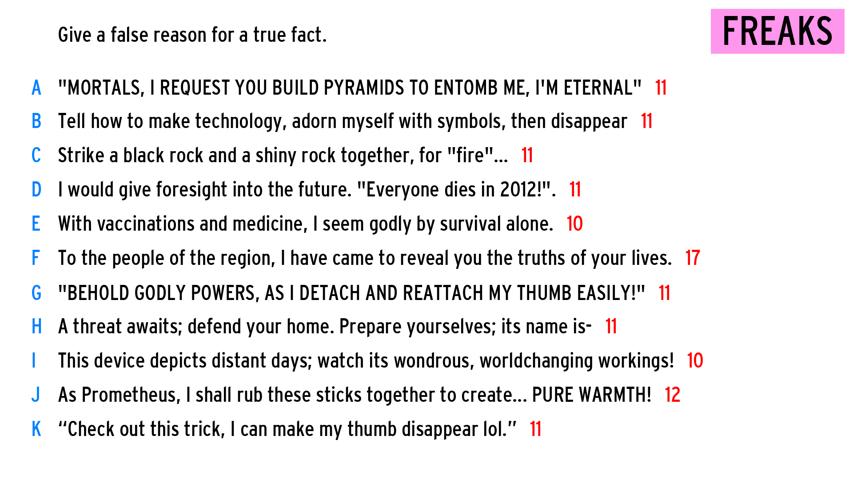 Give a false reason for a true fact.
FREAKS
A "MORTALS, I REQUEST YOU BUILD PYRAMIDS TO ENTOMB ME, I'M ETERNAL" 11
B Tell how to make technology, adorn myself with symbols, then disappear 11
C Strike a black rock and a shiny rock together, for "fire"... 11
D I would give foresight into the future. "Everyone dies in 2012!". 11
E With vaccinations and medicine, I seem godly by survival alone. 10
F To the people of the region, I have came to reveal you the truths of your lives. 17
G "BEHOLD GODLY POWERS, AS I DETACH AND REATTACH MY THUMB EASILY!" 11
H A threat awaits; defend your home. Prepare yourselves; its name is- 11
I This device depicts distant days; watch its wondrous, worldchanging workings! 10
J As Prometheus, I shall rub these sticks together to create... PURE WARMTH! 12
K “Check out this trick, I can make my thumb disappear lol.” 11